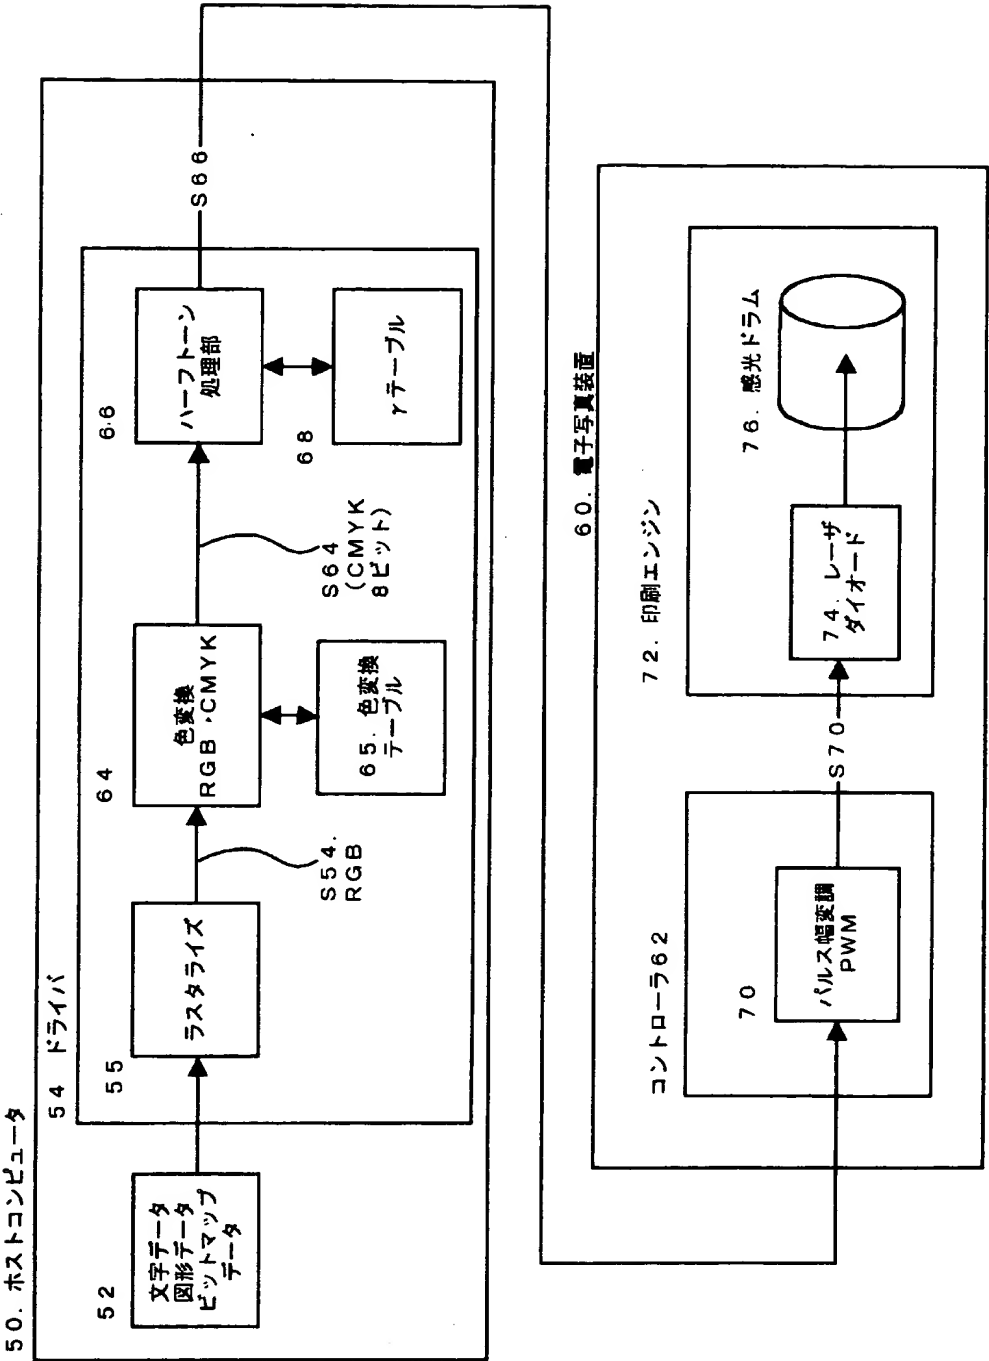 50. ホストコンピュータ
54 ドライバ
52
文字データ
図形データ
ビットマップ
データ
55
ラスタライズ
S54.
RGB
64
色変換
RGB→CMYK
65. 色変換
テーブル
S64
(CMYK
8ビット)
66
ハーフトーン
処理部
68
γテーブル
S66
60. 電子写真装置
コントローラ62
70
パルス幅変調
PWM
S70
72. 印刷エンジン
74. レーザ
ダイオード
76. 感光ドラム